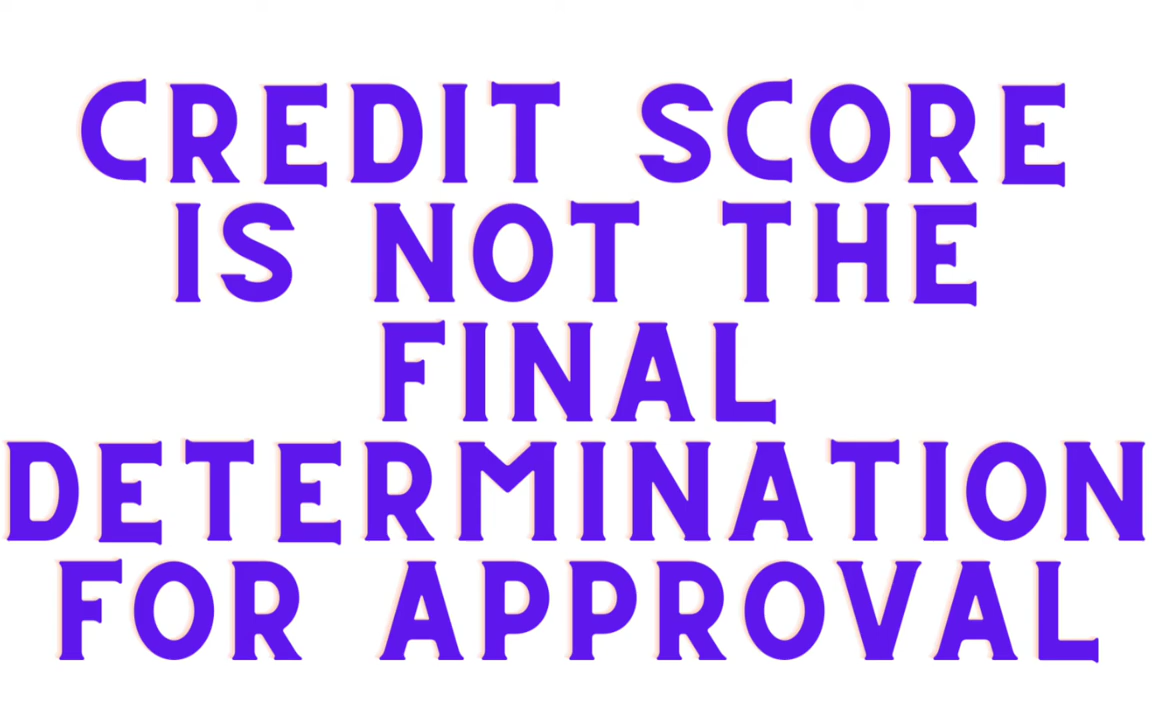 CREDIT SCORE
IS NOT THE
FINAL
DETERMINATION
FOR APPROVAL